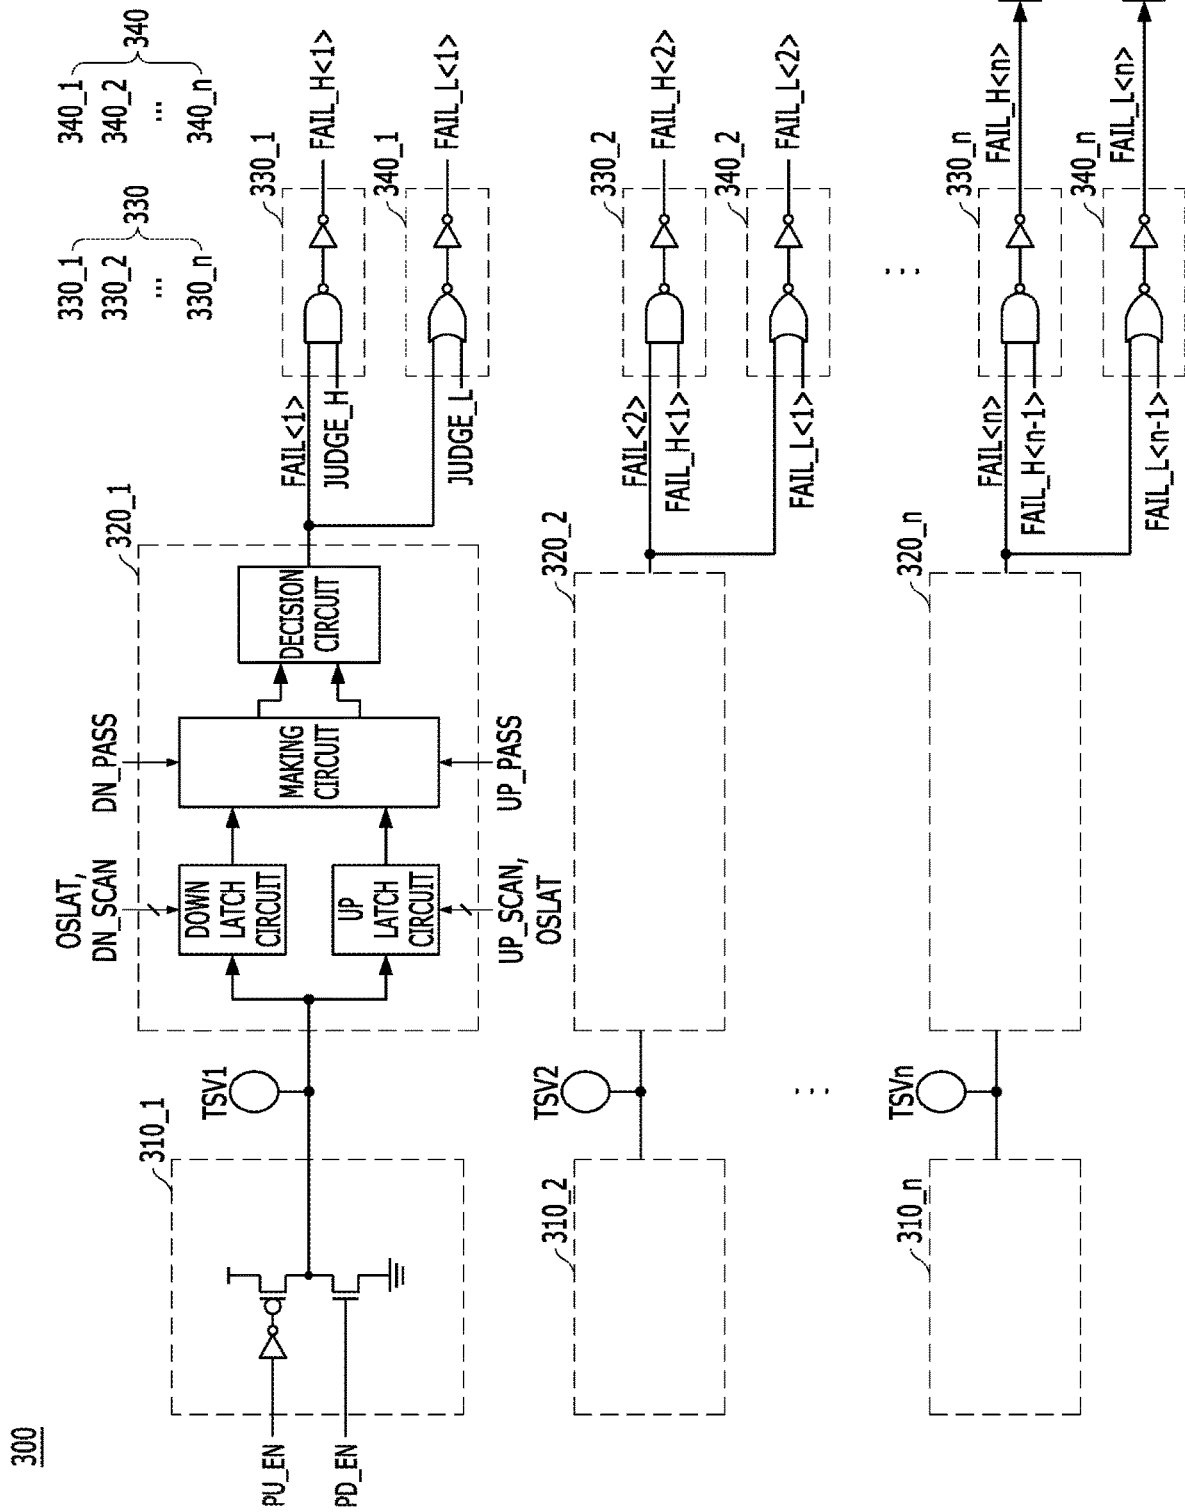 300
330_1
330_2
...
330_n
330
340_1
340_2
...
340_n
340
PU_EN
PD_EN
310_1
TSV1
320_1
OSLAT,
DN_SCAN
DN_PASS
DOWN
LATCH
CIRCUIT
UP
LATCH
CIRCUIT
UP_SCAN,
OSLAT
MAKING
CIRCUIT
UP_PASS
DECISION
CIRCUIT
FAIL<1>
JUDGE_H
JUDGE_L
330_1
FAIL_H<1>
340_1
FAIL_L<1>
310_2
TSV2
320_2
FAIL<2>
FAIL_H<1>
FAIL_L<1>
330_2
FAIL_H<2>
340_2
FAIL_L<2>
...
...
310_n
TSVn
320_n
FAIL<n>
FAIL_H<n-1>
FAIL_L<n-1>
330_n
FAIL_H<n>
340_n
FAIL_L<n>